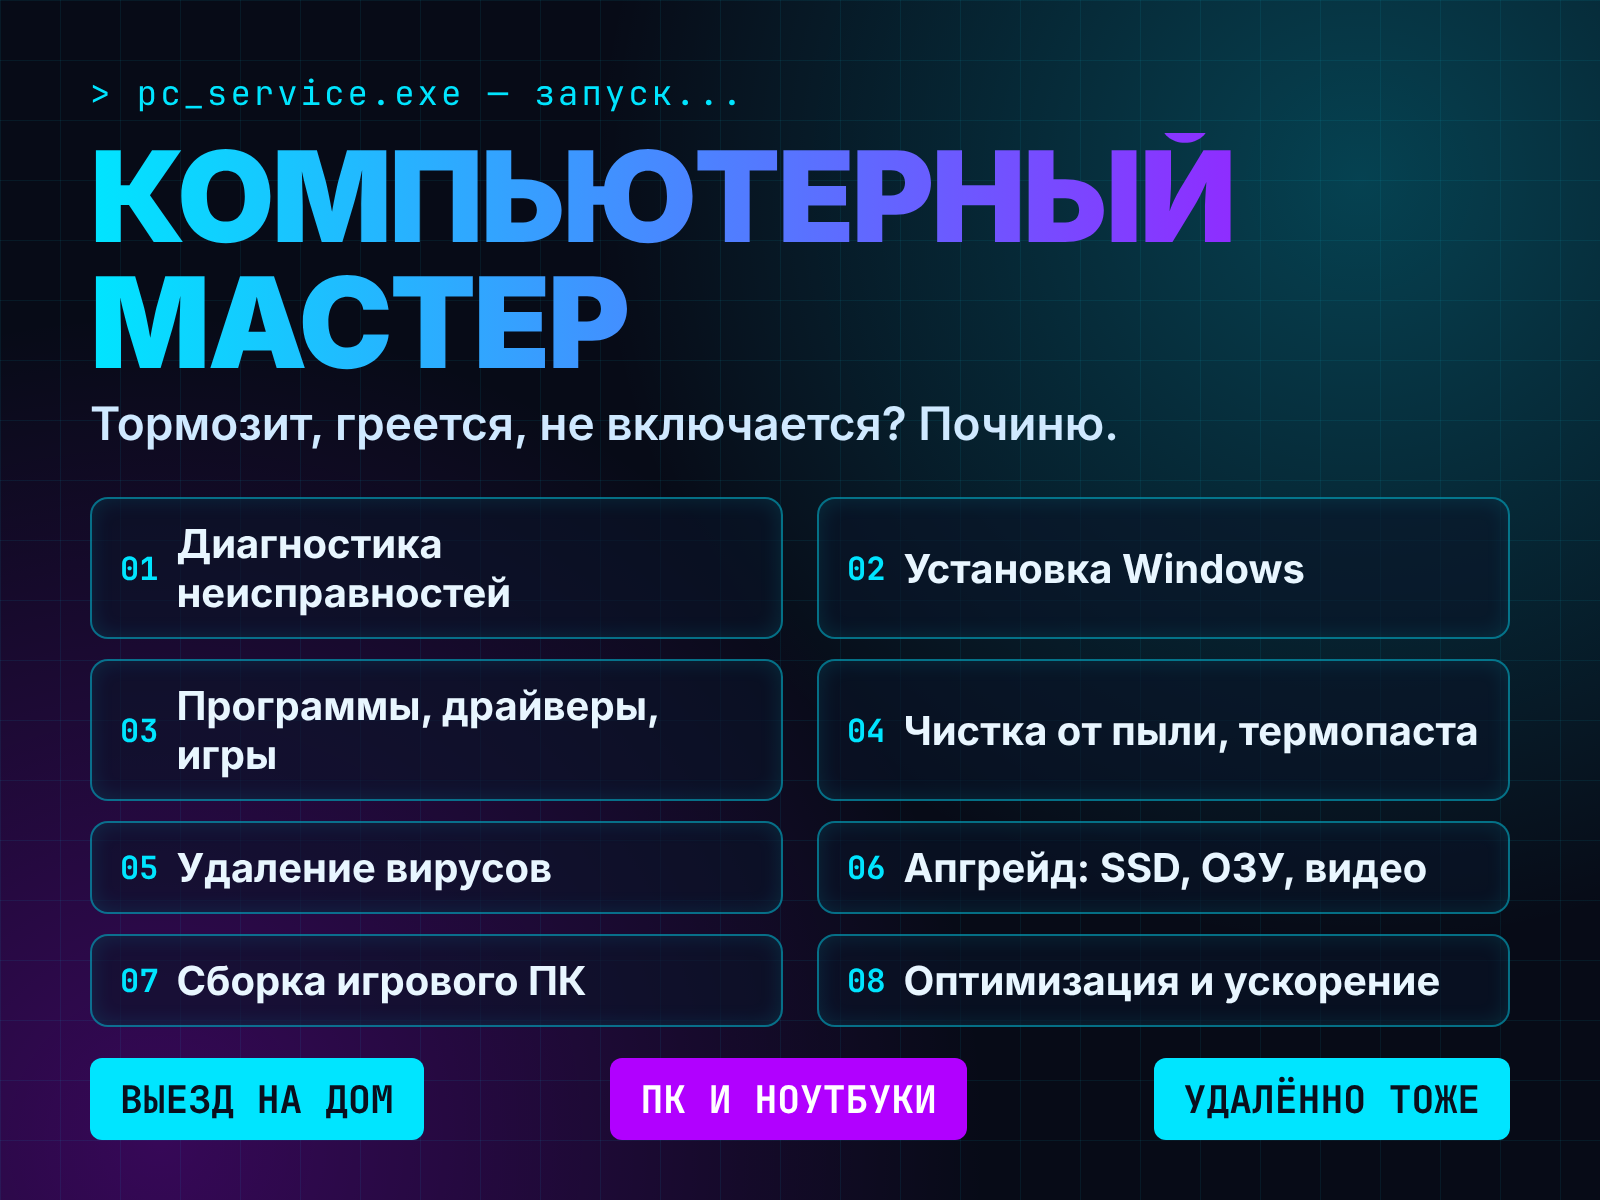 > pc_service.exe — запуск...
КОМПЬЮТЕРНЫЙ
МАСТЕР
Тормозит, греется, не включается? Починю.
01 Диагностика
неисправностей
02 Установка Windows
03 Программы, драйверы,
игры
04 Чистка от пыли, термопаста
05 Удаление вирусов
06 Апгрейд: SSD, ОЗУ, видео
07 Сборка игрового ПК
08 Оптимизация и ускорение
ВЫЕЗД НА ДОМ
ПК И НОУТБУКИ
УДАЛЁННО ТОЖЕ